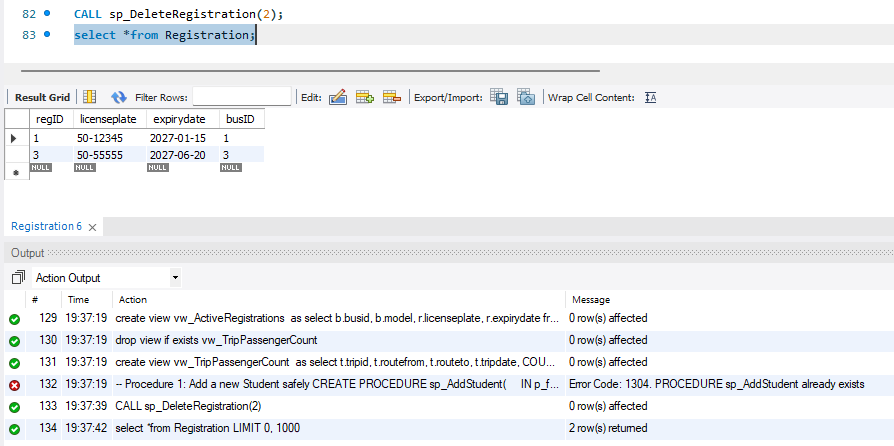 82 CALL sp_DeleteRegistration(2);
83 select *from Registration;
Result Grid Filter Rows: Edit: Export/Import: Wrap Cell Content: IA
regID licenseplate expirydate busID
1 50-12345 2027-01-15 1
3 50-55555 2027-06-20 3
NULL NULL NULL NULL
Registration 6
Output
Action Output
# Time Action Message
129 19:37:19 create view vw_ActiveRegistrations as select b.busid, b.model, r.licenseplate, r.expirydate fr... 0 row(s) affected
130 19:37:19 drop view if exists vw_TripPassengerCount 0 row(s) affected
131 19:37:19 create view vw_TripPassengerCount as select t.tripid, t.routefrom, t.routeto, t.tripdate, COU... 0 row(s) affected
132 19:37:19 -- Procedure 1: Add a new Student safely CREATE PROCEDURE sp_AddStudent( IN p_f... Error Code: 1304. PROCEDURE sp_AddStudent already exists
133 19:37:39 CALL sp_DeleteRegistration(2) 0 row(s) affected
134 19:37:42 select *from Registration LIMIT 0, 1000 2 row(s) returned